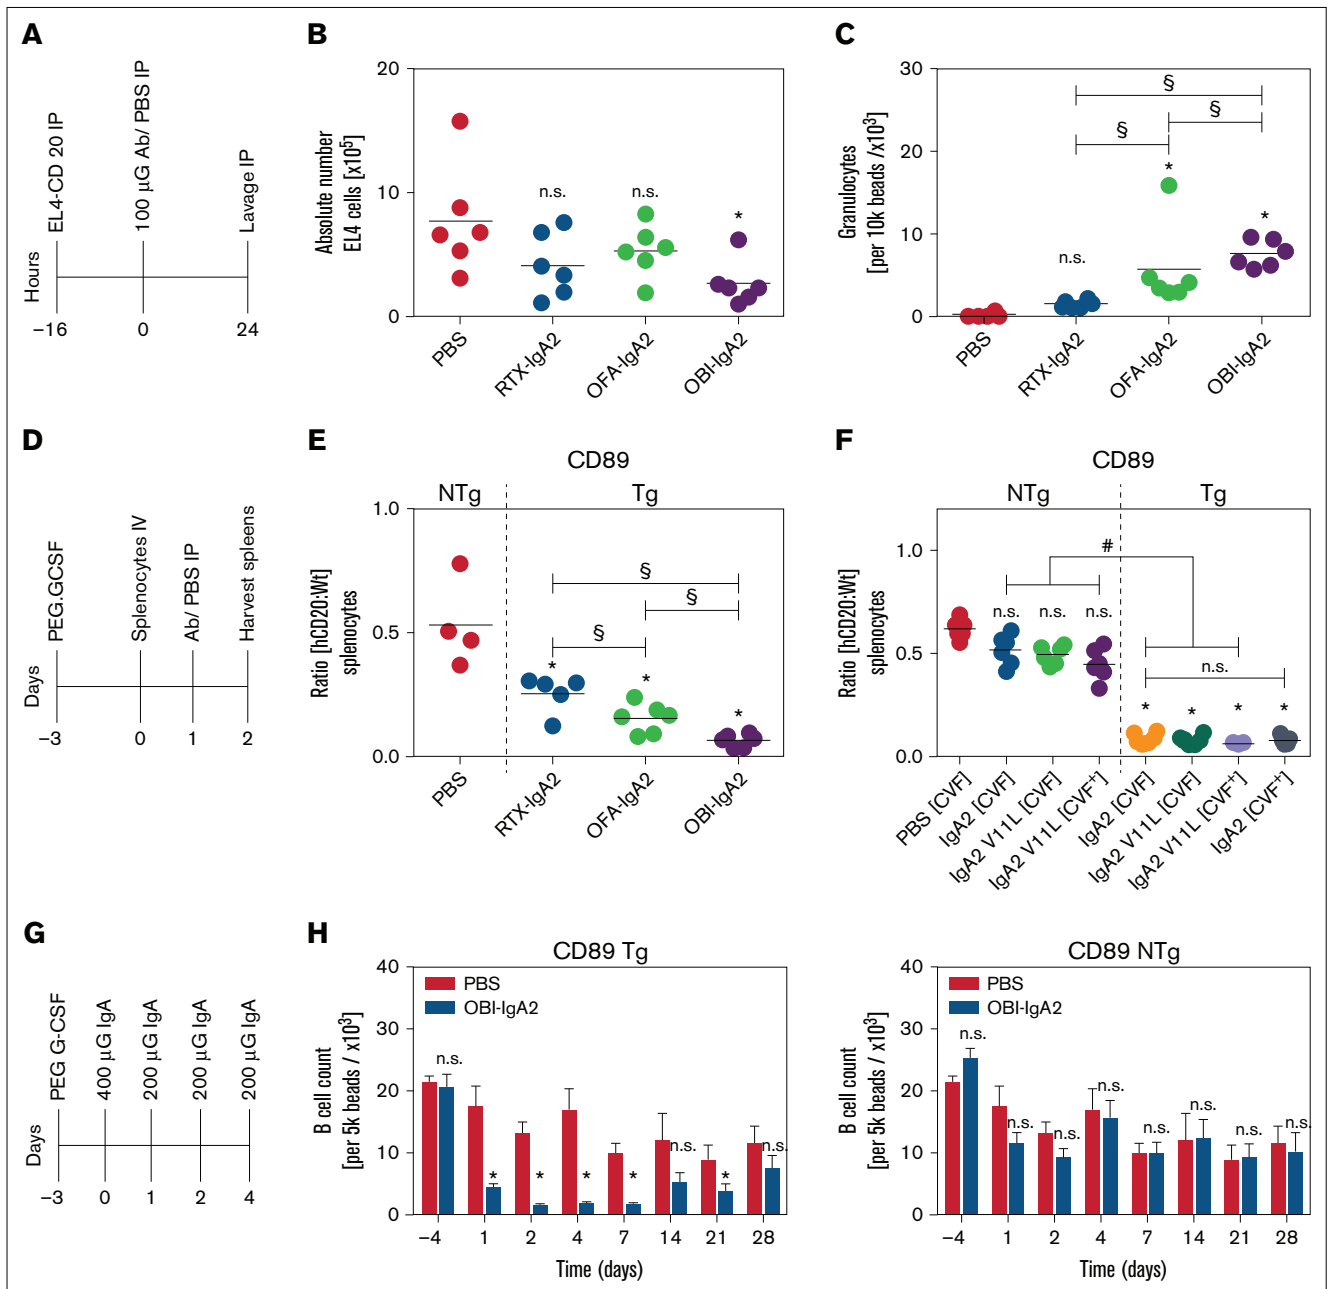 A
Hours
EL4-CD 20 IP
100 µG Ab/ PBS IP
Lavage IP
−16
0
24
B
Absolute number
EL4 cells [x10⁵]
20
10
0
n.s.
n.s.
*
PBS
RTX-IgA2
OFA-IgA2
OBI-IgA2
C
Granulocytes
[per 10k beads /x10³]
30
20
10
0
§
§
§
n.s.
*
*
PBS
RTX-IgA2
OFA-IgA2
OBI-IgA2
D
Days
PEG.GCSF
Splenocytes IV
Ab/ PBS IP
Harvest spleens
−3
0
1
2
E
CD89
NTg
Tg
Ratio [hCD20:Wt]
splenocytes
1.0
0.5
0.0
§
§
§
*
*
*
PBS
RTX-IgA2
OFA-IgA2
OBI-IgA2
F
CD89
NTg
Tg
Ratio [hCD20:Wt]
splenocytes
1.0
0.5
0.0
#
n.s.
n.s.
n.s.
n.s.
*
*
*
*
PBS [CVF]
IgA2 [CVF]
IgA2 V11L [CVF]
IgA2 V11L [CVF⁺]
IgA2 [CVF]
IgA2 V11L [CVF]
IgA2 V11L [CVF⁺]
IgA2 [CVF⁺]
G
Days
PEG G-CSF
400 µG IgA
200 µG IgA
200 µG IgA
200 µG IgA
−3
0
1
2
4
H
CD89 Tg
B cell count
[per 5k beads / x10³]
40
30
20
10
0
PBS
OBI-IgA2
n.s.
*
*
*
*
n.s.
*
n.s.
−4
1
2
4
7
14
21
28
Time (days)
CD89 NTg
B cell count
[per 5k beads / x10³]
40
30
20
10
0
PBS
OBI-IgA2
n.s.
n.s.
n.s.
n.s.
n.s.
n.s.
n.s.
n.s.
−4
1
2
4
7
14
21
28
Time (days)